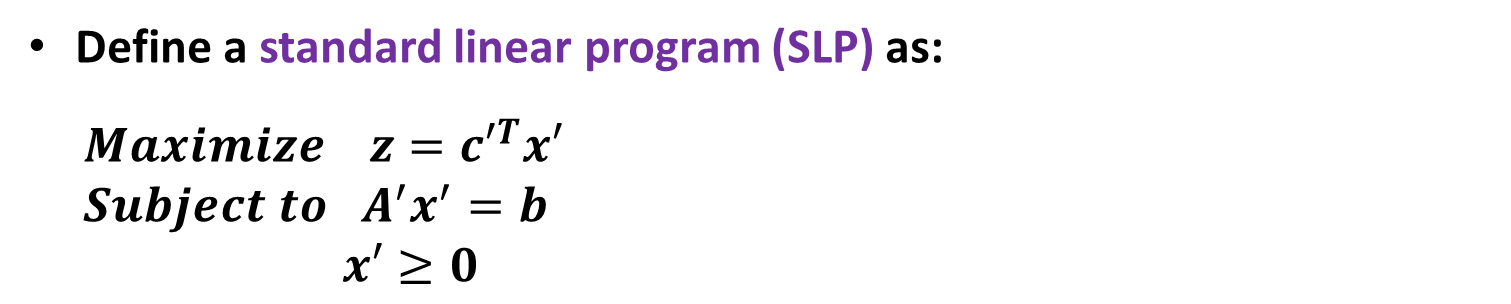 • Define a standard linear program (SLP) as:
Maximize z = c′ᵀx′
Subject to A′x′ = b
x′ ≥ 0